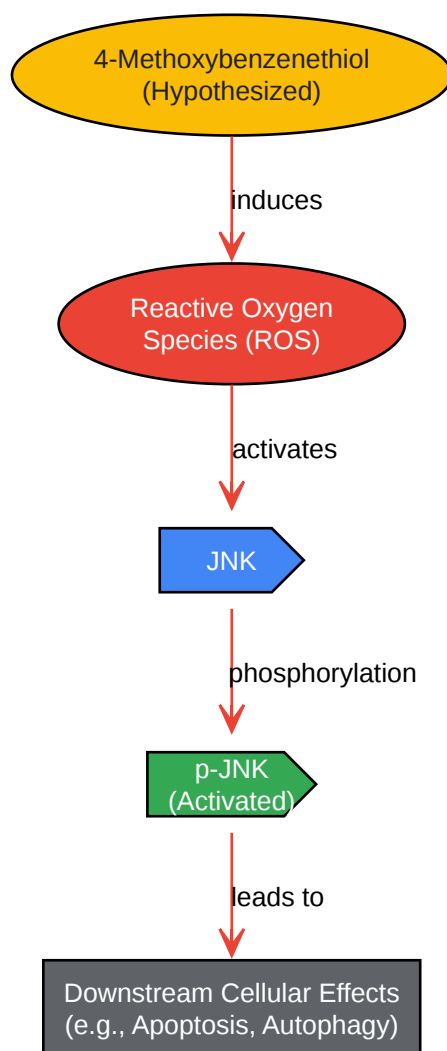 4-Methoxybenzenethiol
(Hypothesized)
induces
Reactive Oxygen
Species (ROS)
activates
JNK
phosphorylation
p-JNK
(Activated)
leads to
Downstream Cellular Effects
(e.g., Apoptosis, Autophagy)